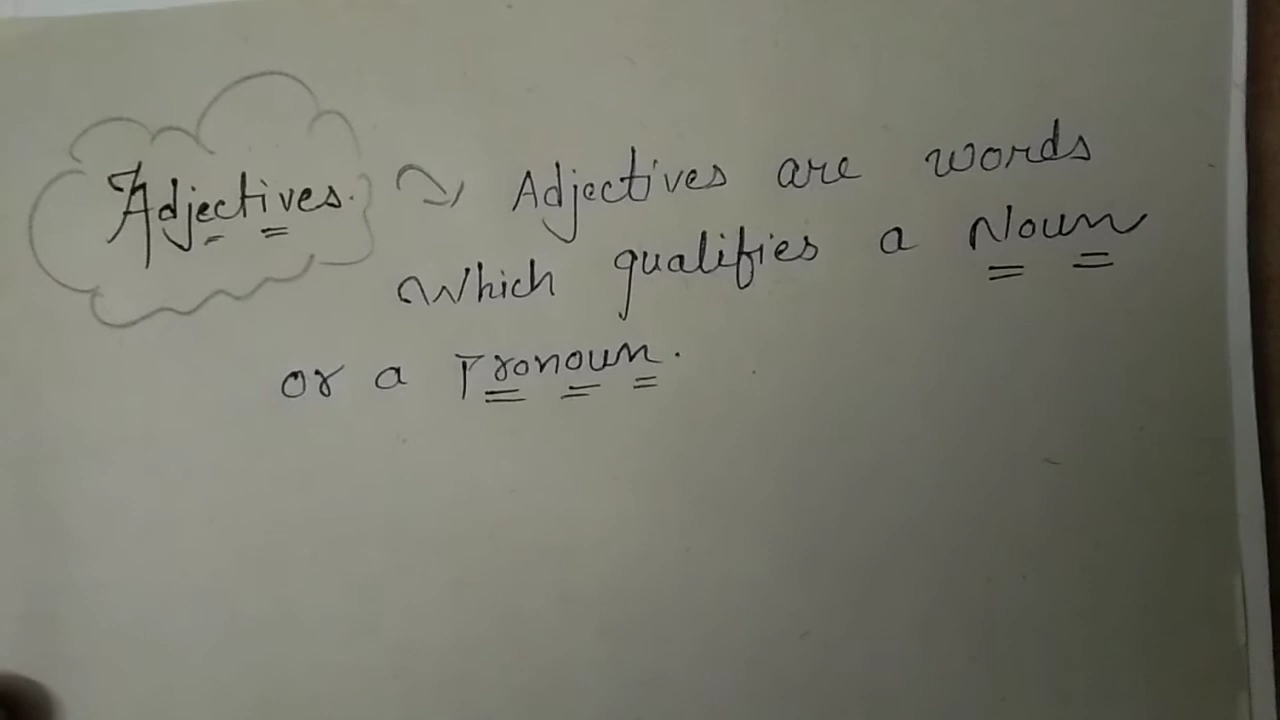 Adjectives. Adjectives are words
which qualifies a Noun
or a Pronoun.